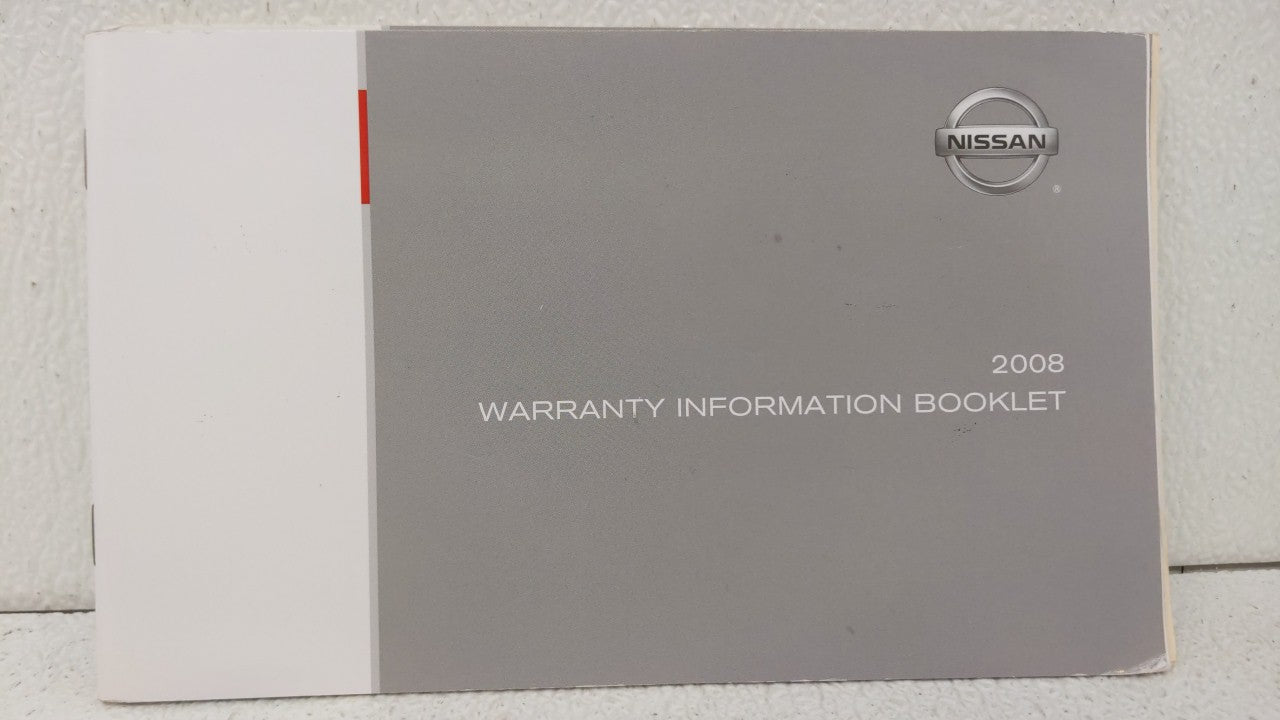 NISSAN
®
2008
WARRANTY INFORMATION BOOKLET